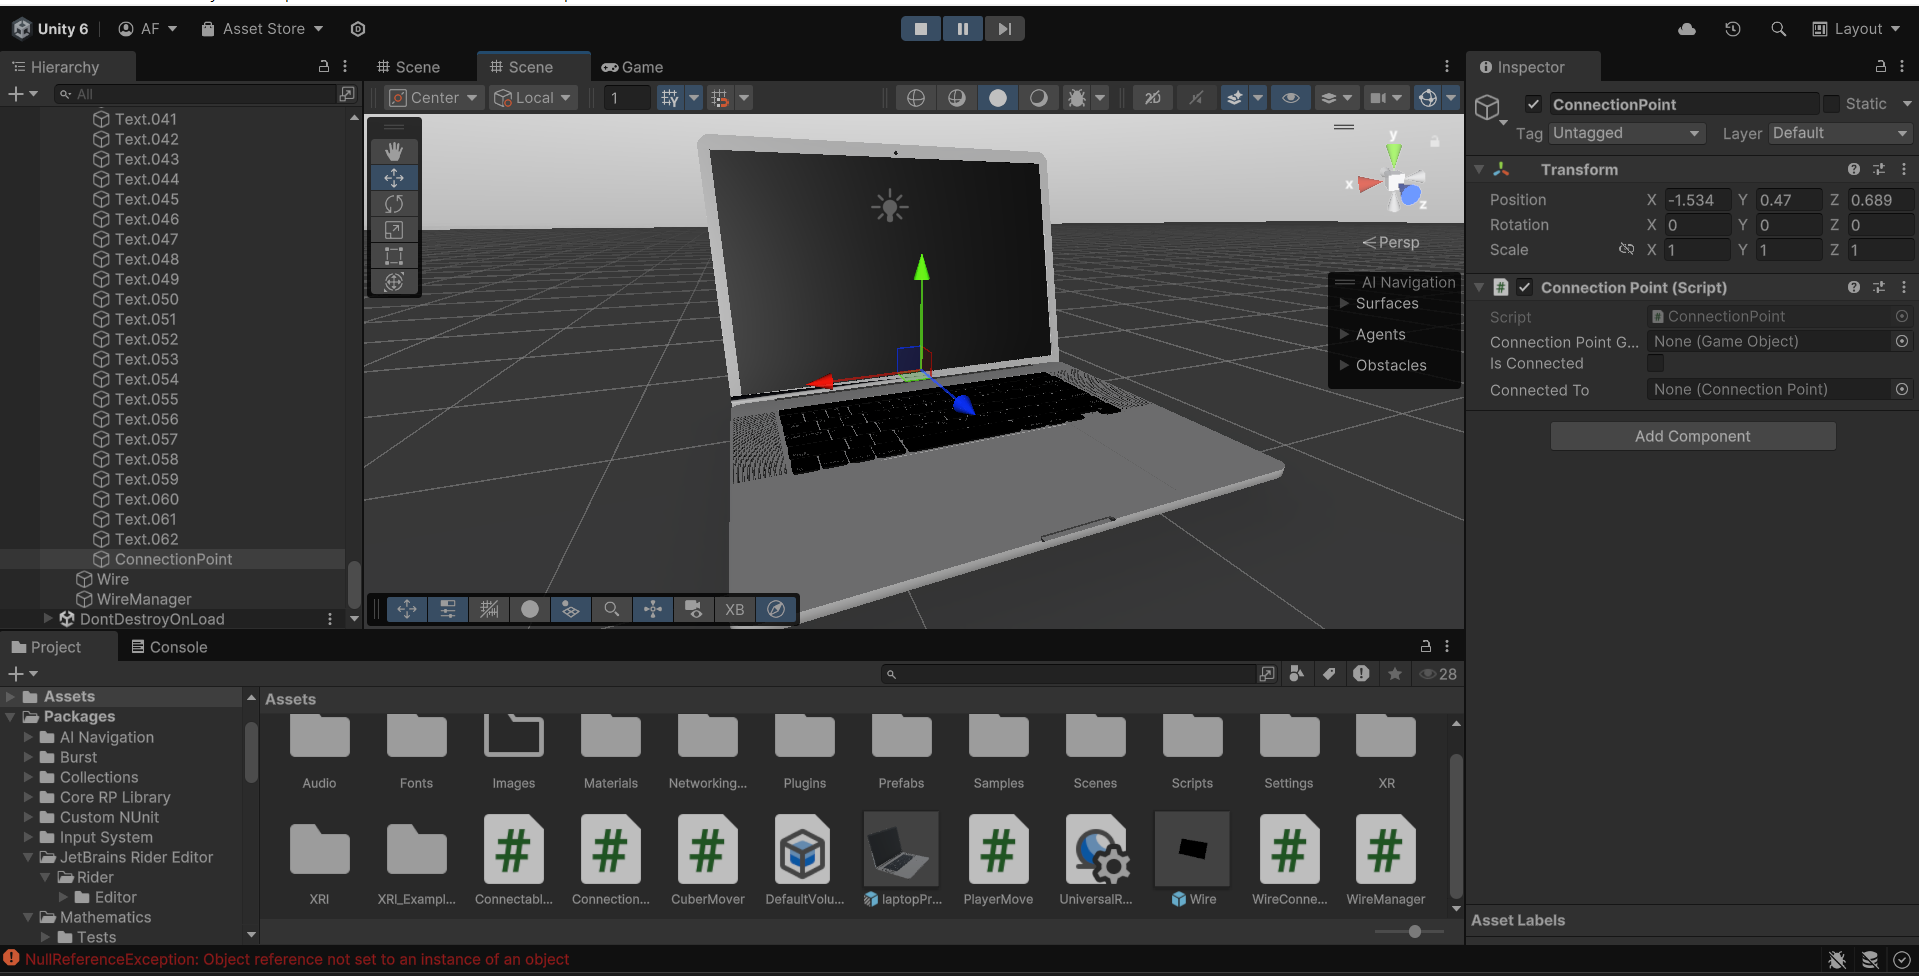 Unity 6
AF
Asset Store
Layout
Hierarchy
All
Text.041
Text.042
Text.043
Text.044
Text.045
Text.046
Text.047
Text.048
Text.049
Text.050
Text.051
Text.052
Text.053
Text.054
Text.055
Text.056
Text.057
Text.058
Text.059
Text.060
Text.061
Text.062
ConnectionPoint
Wire
WireManager
DontDestroyOnLoad
Scene
Scene
Game
Center
Local
1
2D
y
x
z
Persp
AI Navigation
Surfaces
Agents
Obstacles
XB
Inspector
ConnectionPoint
Static
Tag Untagged
Layer Default
Transform
Position X -1.534 Y 0.47 Z 0.689
Rotation X 0 Y 0 Z 0
Scale X 1 Y 1 Z 1
# Connection Point (Script)
Script # ConnectionPoint
Connection Point G... None (Game Object)
Is Connected
Connected To None (Connection Point)
Add Component
Asset Labels
Project
Console
28
Assets
Packages
AI Navigation
Burst
Collections
Core RP Library
Custom NUnit
Input System
JetBrains Rider Editor
Rider
Editor
Mathematics
Tests
Assets
Audio
Fonts
Images
Materials
Networking...
Plugins
Prefabs
Samples
Scenes
Scripts
Settings
XR
# # # # # #
XRI
XRI_Exampl...
Connectabl...
Connection...
CuberMover
DefaultVolu...
laptopPr...
PlayerMove
UniversalR...
Wire
WireConne...
WireManager
NullReferenceException: Object reference not set to an instance of an object